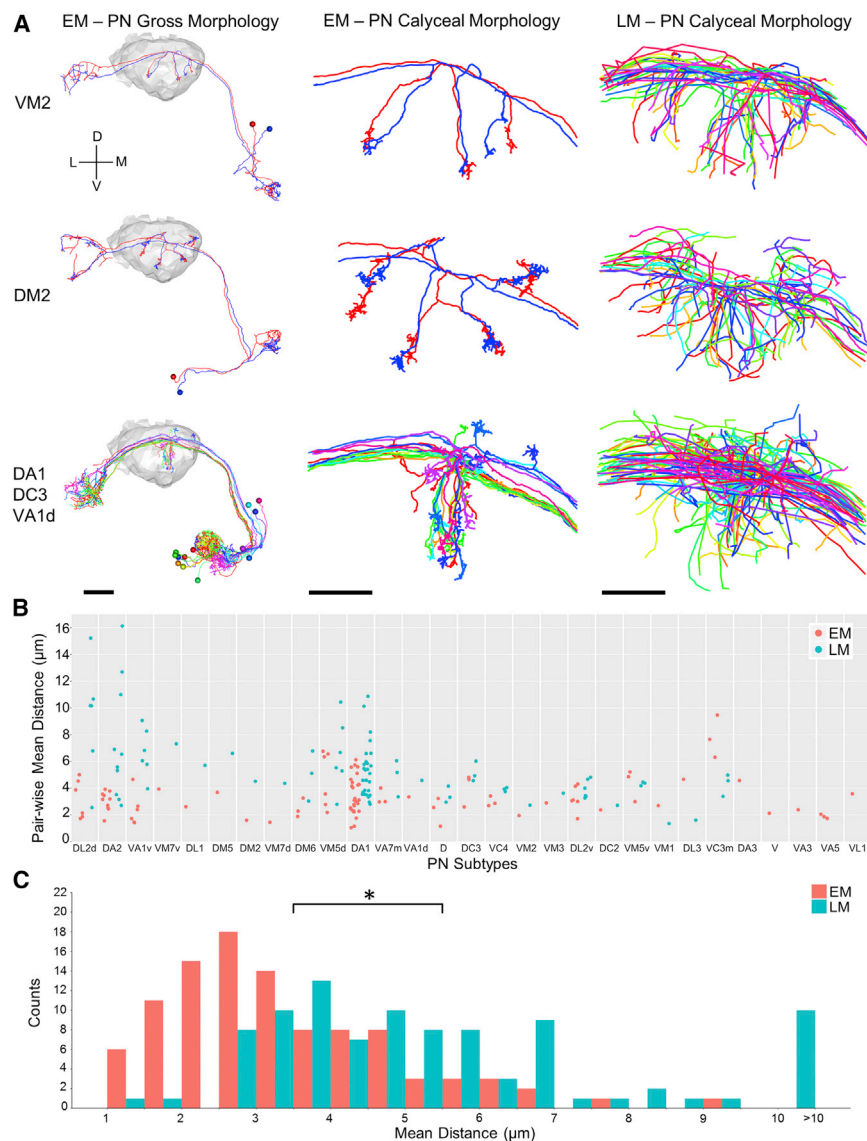 A
EM – PN Gross Morphology
EM – PN Calyceal Morphology
LM – PN Calyceal Morphology
VM2
D
L
M
V
DM2
DA1
DC3
VA1d
B
Pair-wise Mean Distance (µm)
16
14
12
10
8
6
4
2
0
EM
LM
DL2d DA2 VA1v VM7v DL1 DM5 DM2 VM7d DM6 VM5d DA1 VA7m VA1d D DC3 VC4 VM2 VM3 DL2v DC2 VM5v VM1 DL3 VC3m DA3 V VA3 VA5 VL1
PN Subtypes
C
Counts
22
20
18
16
14
12
10
8
6
4
2
0
*
EM
LM
1 2 3 4 5 6 7 8 9 10 >10
Mean Distance (µm)